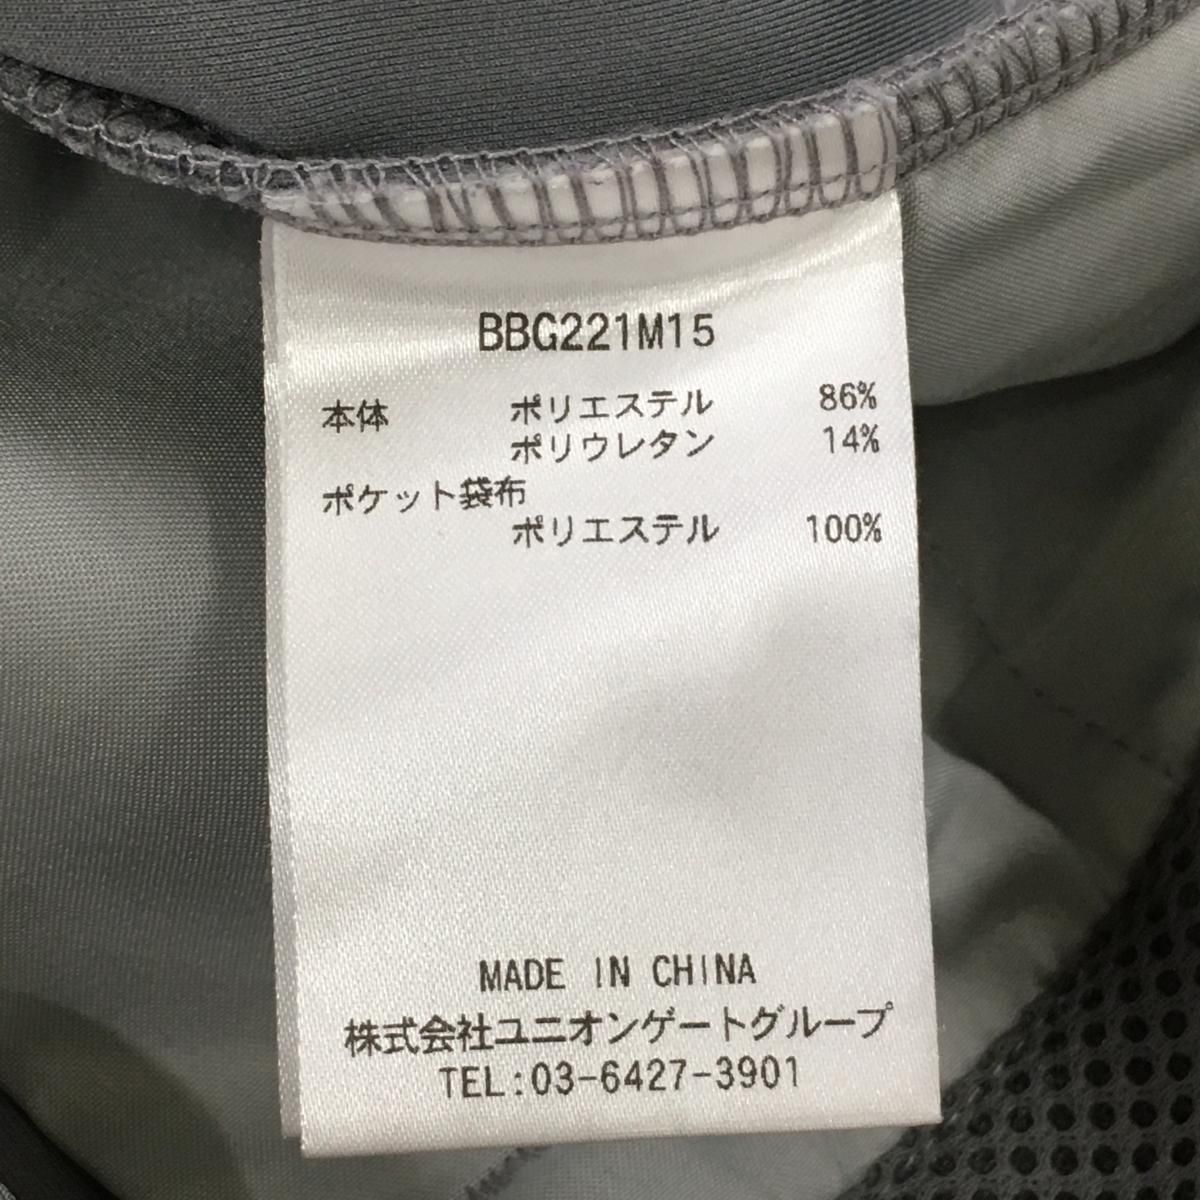 BBG221M15
本体 ポリエステル 86%
ポリウレタン 14%
ポケット袋布
ポリエステル 100%
MADE IN CHINA
株式会社ユニオンゲートグループ
TEL:03-6427-3901